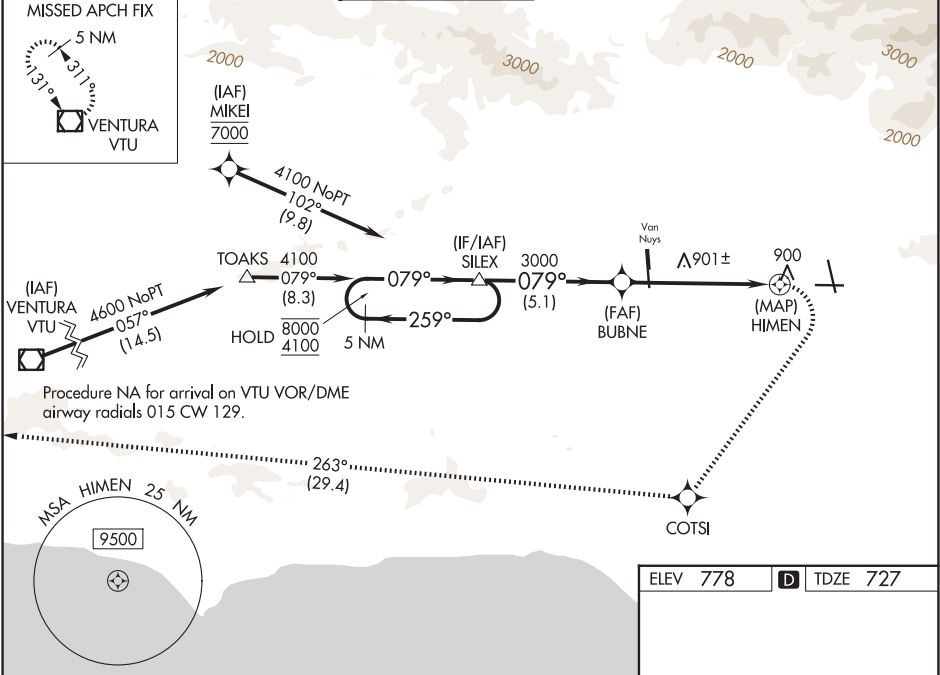 MISSED APCH FIX
5 NM
311°
131°
VENTURA
VTU
2000
3000
2000
3000
2000
(IAF)
MIKEI
7000
4100 NoPT
102°
(9.8)
TOAKS
4100
079°
(8.3)
079°
(IF/IAF)
SILEX
3000
079°
(5.1)
Van
Nuys
901±
900
(FAF)
BUBNE
(MAP)
HIMEN
(IAF)
VENTURA
VTU
4600 NoPT
057°
(14.5)
HOLD
8000
4100
259°
5 NM
Procedure NA for arrival on VTU VOR/DME
airway radials 015 CW 129.
263°
(29.4)
COTSI
MSA HIMEN 25 NM
9500
ELEV 778 D TDZE 727